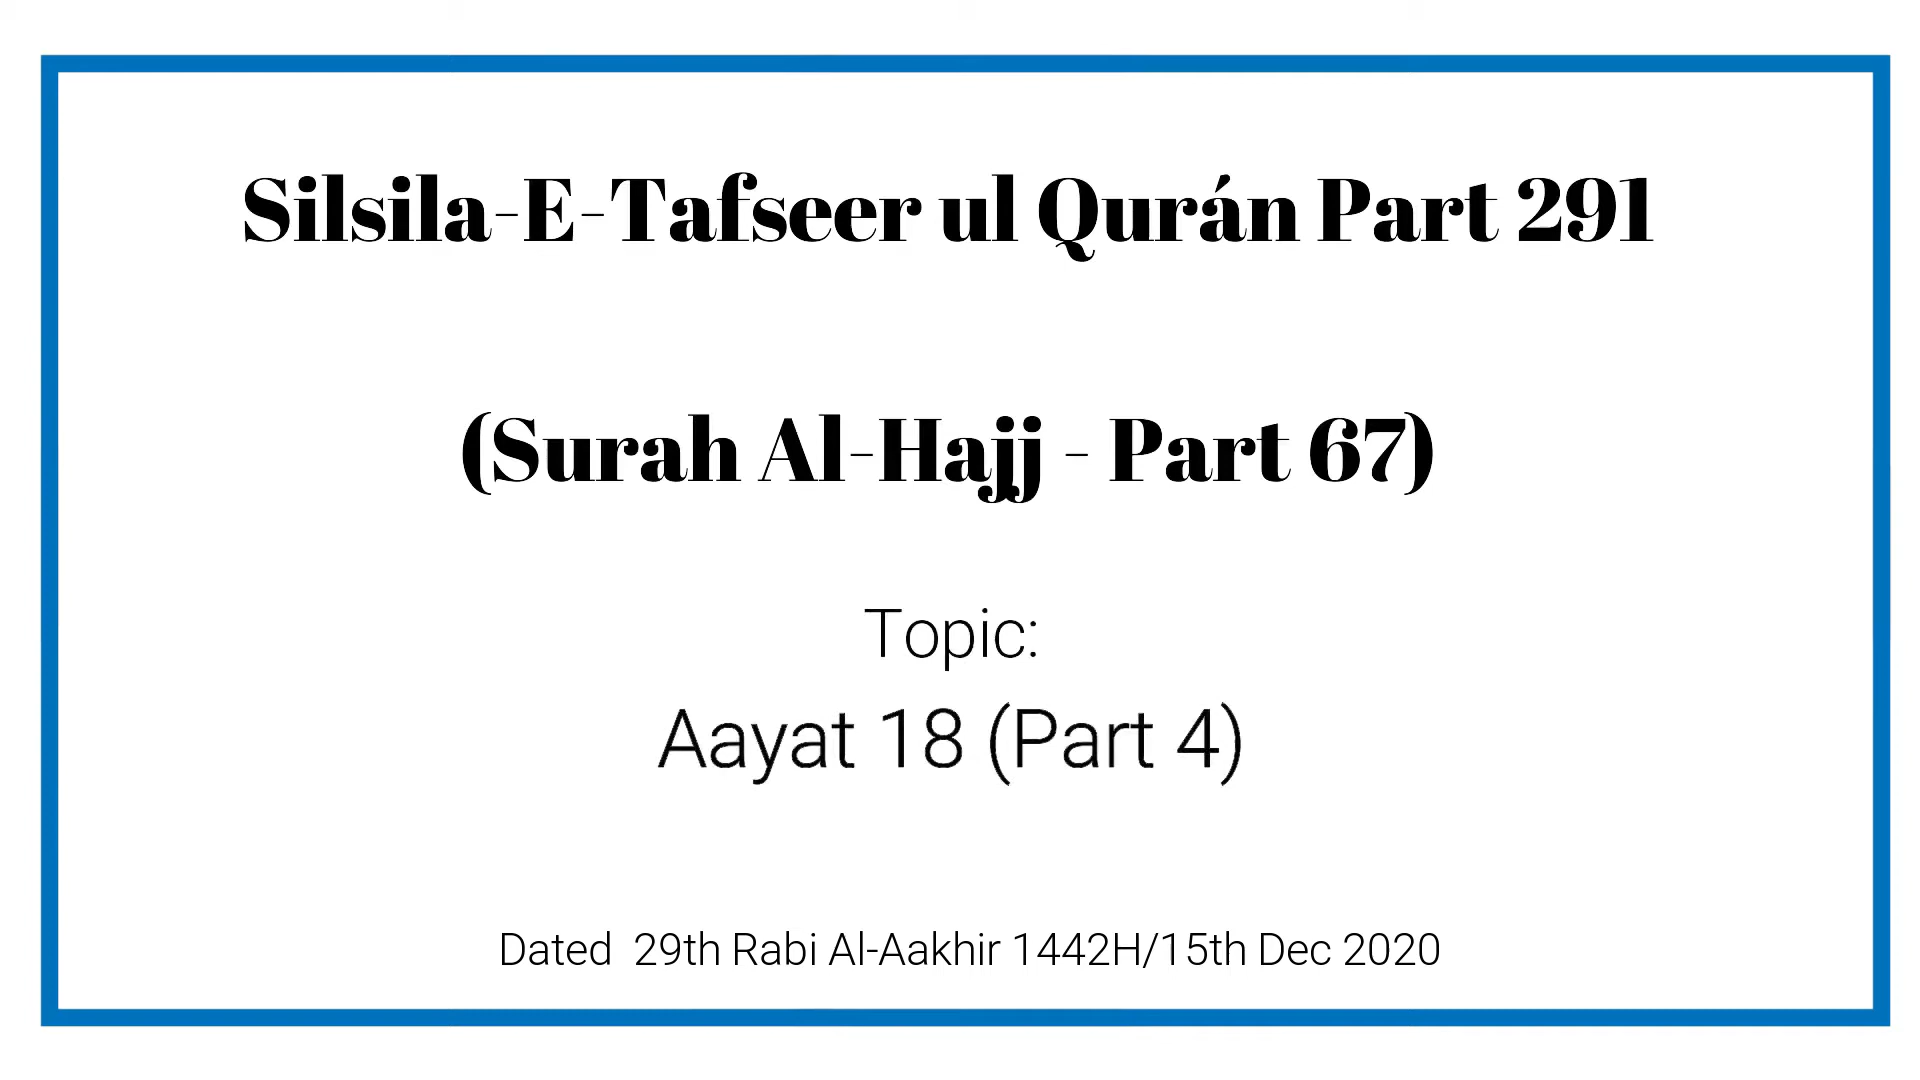 Silsila-E-Tafseer ul Qurán Part 291
(Surah Al-Hajj - Part 67)
Topic:
Aayat 18 (Part 4)
Dated  29th Rabi Al-Aakhir 1442H/15th Dec 2020